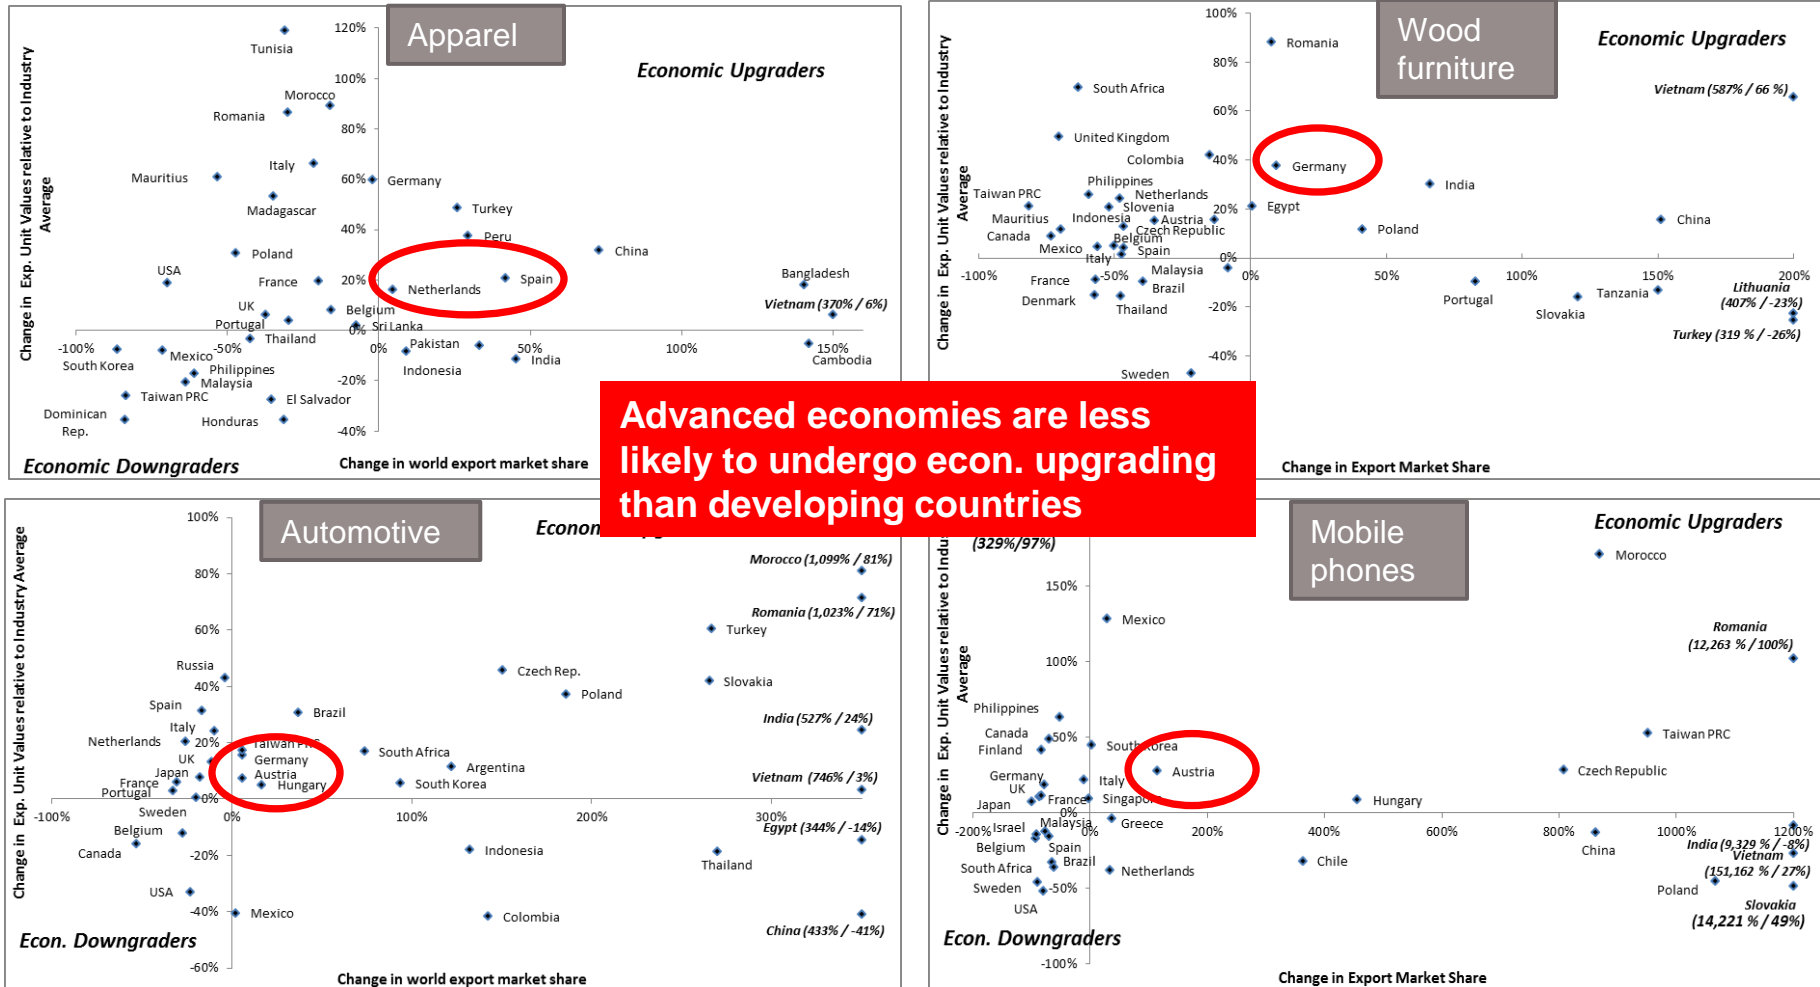 Apparel
Economic Upgraders
Change in Exp. Unit Values relative to Industry
Average
120%
100%
80%
60%
40%
20%
0%
-20%
-40%
-100%
-50%
0%
50%
100%
150%
Tunisia
Morocco
Romania
Italy
Mauritius
Germany
Madagascar
Turkey
Peru
Poland
China
USA
France
Spain
Netherlands
Bangladesh
Vietnam (370% / 6%)
UK
Belgium
Portugal
Sri Lanka
Thailand
Pakistan
South Korea
Mexico
Indonesia
India
Cambodia
Philippines
Malaysia
Taiwan PRC
El Salvador
Dominican
Rep.
Honduras
Economic Downgraders
Change in world export market share
Wood
furniture
Economic Upgraders
Change in Exp. Unit Values relative to Industry
Average
100%
80%
60%
40%
20%
0%
-20%
-40%
-100%
-50%
0%
50%
100%
150%
200%
Romania
South Africa
Vietnam (587% / 66 %)
United Kingdom
Colombia
Germany
Philippines
India
Taiwan PRC
Netherlands
Slovenia
Egypt
Mauritius
Indonesia
Austria
China
Canada
Czech Republic
Poland
Belgium
Mexico
Spain
Italy
Malaysia
France
Brazil
Denmark
Thailand
Portugal
Slovakia
Tanzania
Lithuania
(407% / -23%)
Turkey (319 % / -26%)
Sweden
Change in Export Market Share
Advanced economies are less
likely to undergo econ. upgrading
than developing countries
Automotive
Econ
Change in Exp. Unit Values relative to Industry Average
100%
80%
60%
40%
20%
0%
-20%
-40%
-60%
-100%
0%
100%
200%
300%
Morocco (1,099% / 81%)
Romania (1,023% / 71%)
Turkey
Russia
Czech Rep.
Slovakia
Poland
Spain
Brazil
India (527% / 24%)
Italy
Netherlands
Taiwan PRC
South Africa
UK
Germany
Argentina
Japan
Austria
Vietnam (746% / 3%)
France
Hungary
South Korea
Portugal
Sweden
Egypt (344% / -14%)
Belgium
Canada
Indonesia
Thailand
USA
Mexico
Colombia
China (433% / -41%)
Econ. Downgraders
Change in world export market share
Mobile
phones
Economic Upgraders
(329%/97%)
Change in Exp. Unit Values relative to Indus
Average
150%
100%
50%
0%
-50%
-100%
-200%
0%
200%
400%
600%
800%
1000%
1200%
Morocco
Mexico
Romania
(12,263 % / 100%)
Philippines
Canada
Finland
South Korea
Taiwan PRC
Germany
Italy
Austria
Czech Republic
UK
Japan
France
Singapore
Hungary
Israel
Malaysia
Greece
Belgium
Spain
China
India (9,329 % / -8%)
Vietnam
(151,162 % / 27%)
South Africa
Brazil
Netherlands
Chile
Sweden
Poland
USA
Slovakia
(14,221 % / 49%)
Econ. Downgraders
Change in Export Market Share